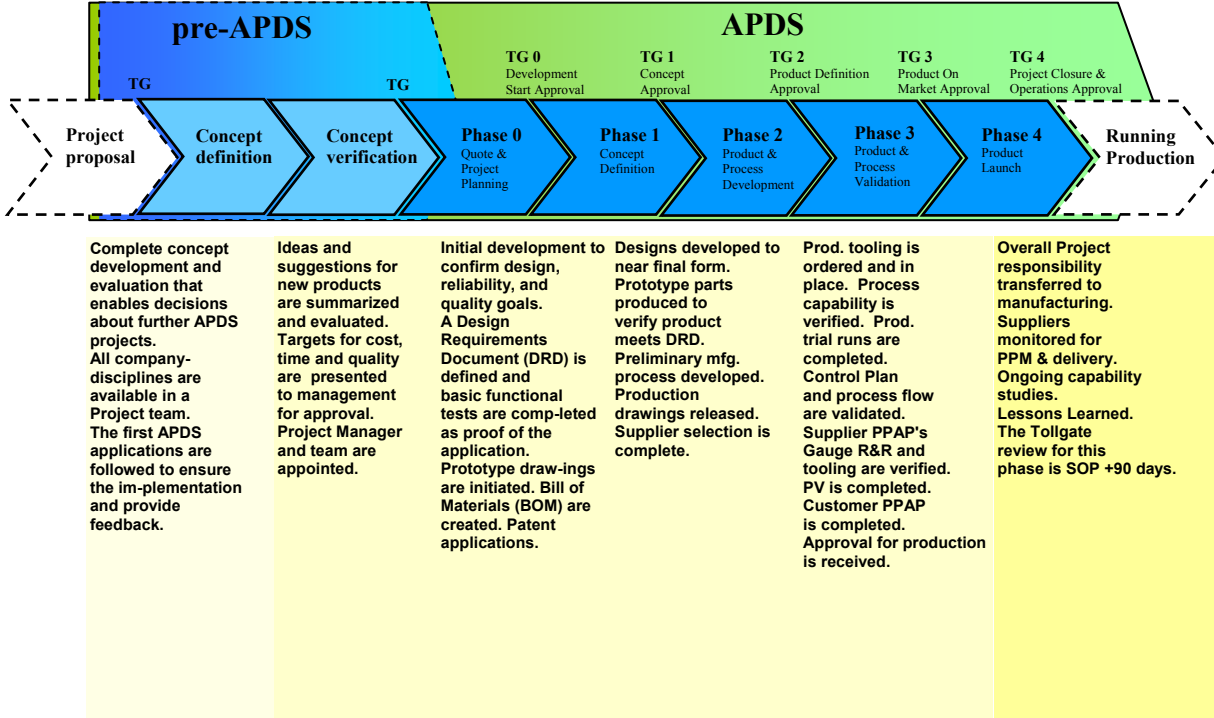 pre-APDS
APDS
TG
TG
TG 0
Development
Start Approval
TG 1
Concept
Approval
TG 2
Product Definition
Approval
TG 3
Product On
Market Approval
TG 4
Project Closure &
Operations Approval
Project
proposal
Concept
definition
Concept
verification
Phase 0
Quote &
Project
Planning
Phase 1
Concept
Definition
Phase 2
Product &
Process
Development
Phase 3
Product &
Process
Validation
Phase 4
Product
Launch
Running
Production
Complete concept
development and
evaluation that
enables decisions
about further APDS
projects.
All company-
disciplines are
available in a
Project team.
The first APDS
applications are
followed to ensure
the im-plementation
and provide
feedback.
Ideas and
suggestions for
new products
are summarized
and evaluated.
Targets for cost,
time and quality
are presented
to management
for approval.
Project Manager
and team are
appointed.
Initial development to
confirm design,
reliability, and
quality goals.
A Design
Requirements
Document (DRD) is
defined and
basic functional
tests are comp-leted
as proof of the
application.
Prototype draw-ings
are initiated. Bill of
Materials (BOM) are
created. Patent
applications.
Designs developed to
near final form.
Prototype parts
produced to
verify product
meets DRD.
Preliminary mfg.
process developed.
Production
drawings released.
Supplier selection is
complete.
Prod. tooling is
ordered and in
place. Process
capability is
verified. Prod.
trial runs are
completed.
Control Plan
and process flow
are validated.
Supplier PPAP's
Gauge R&R and
tooling are verified.
PV is completed.
Customer PPAP
is completed.
Approval for production
is received.
Overall Project
responsibility
transferred to
manufacturing.
Suppliers
monitored for
PPM & delivery.
Ongoing capability
studies.
Lessons Learned.
The Tollgate
review for this
phase is SOP +90 days.